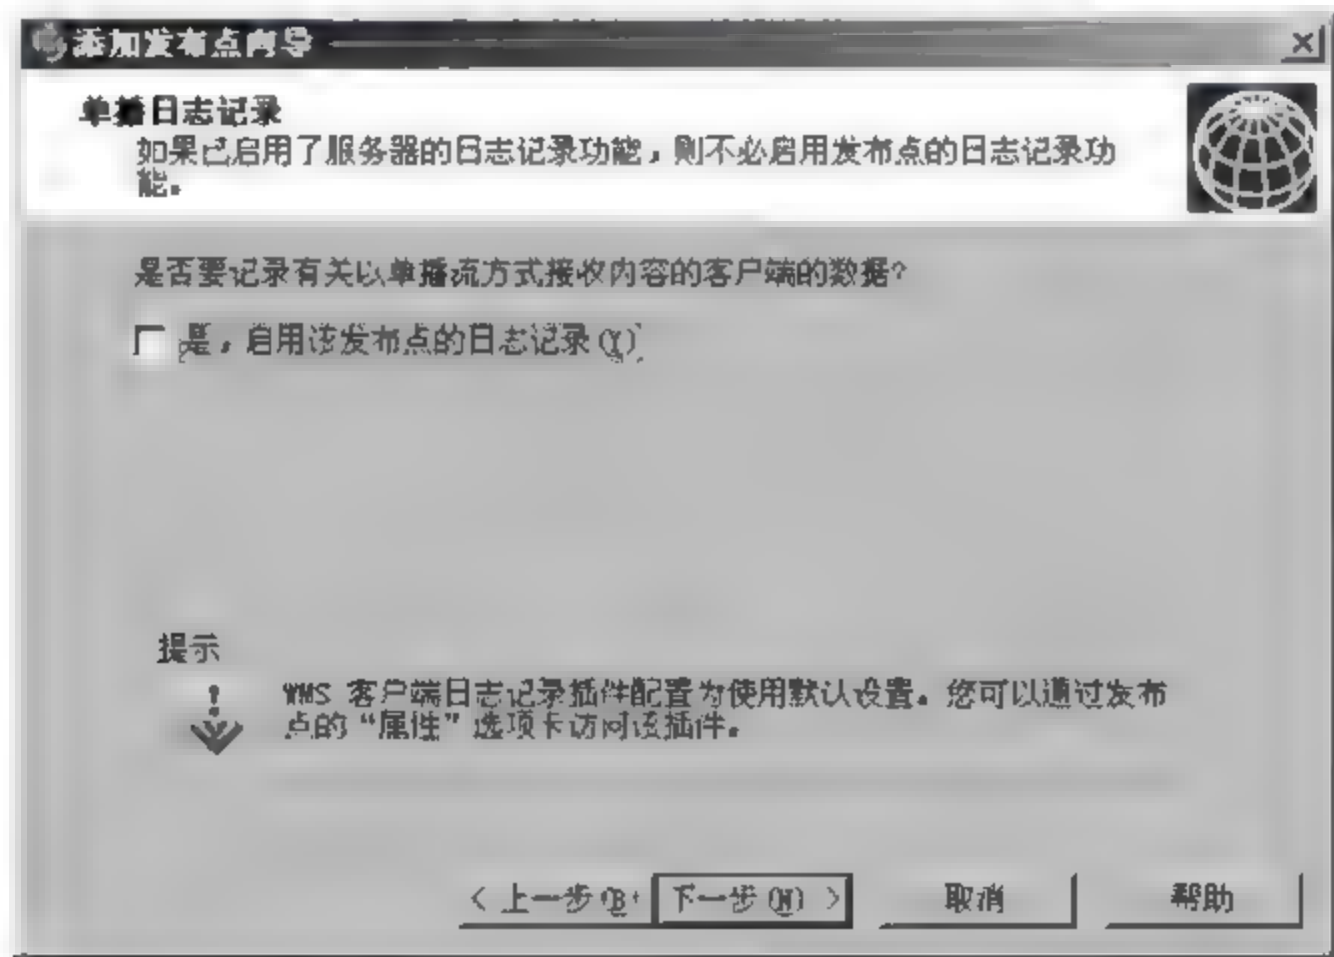 添加发布点向导
单播日志记录
如果已启用了服务器的日志记录功能，则不必启用发布点的日志记录功
能。
是否要记录有关以单播流方式接收内容的客户端的数据?
是，启用该发布点的日志记录(Y)
提示
WMS 客户端日志记录插件配置为使用默认设置。您可以通过发布
点的“属性”选项卡访问该插件。
< 上一步(B) 下一步(N) > 取消 帮助